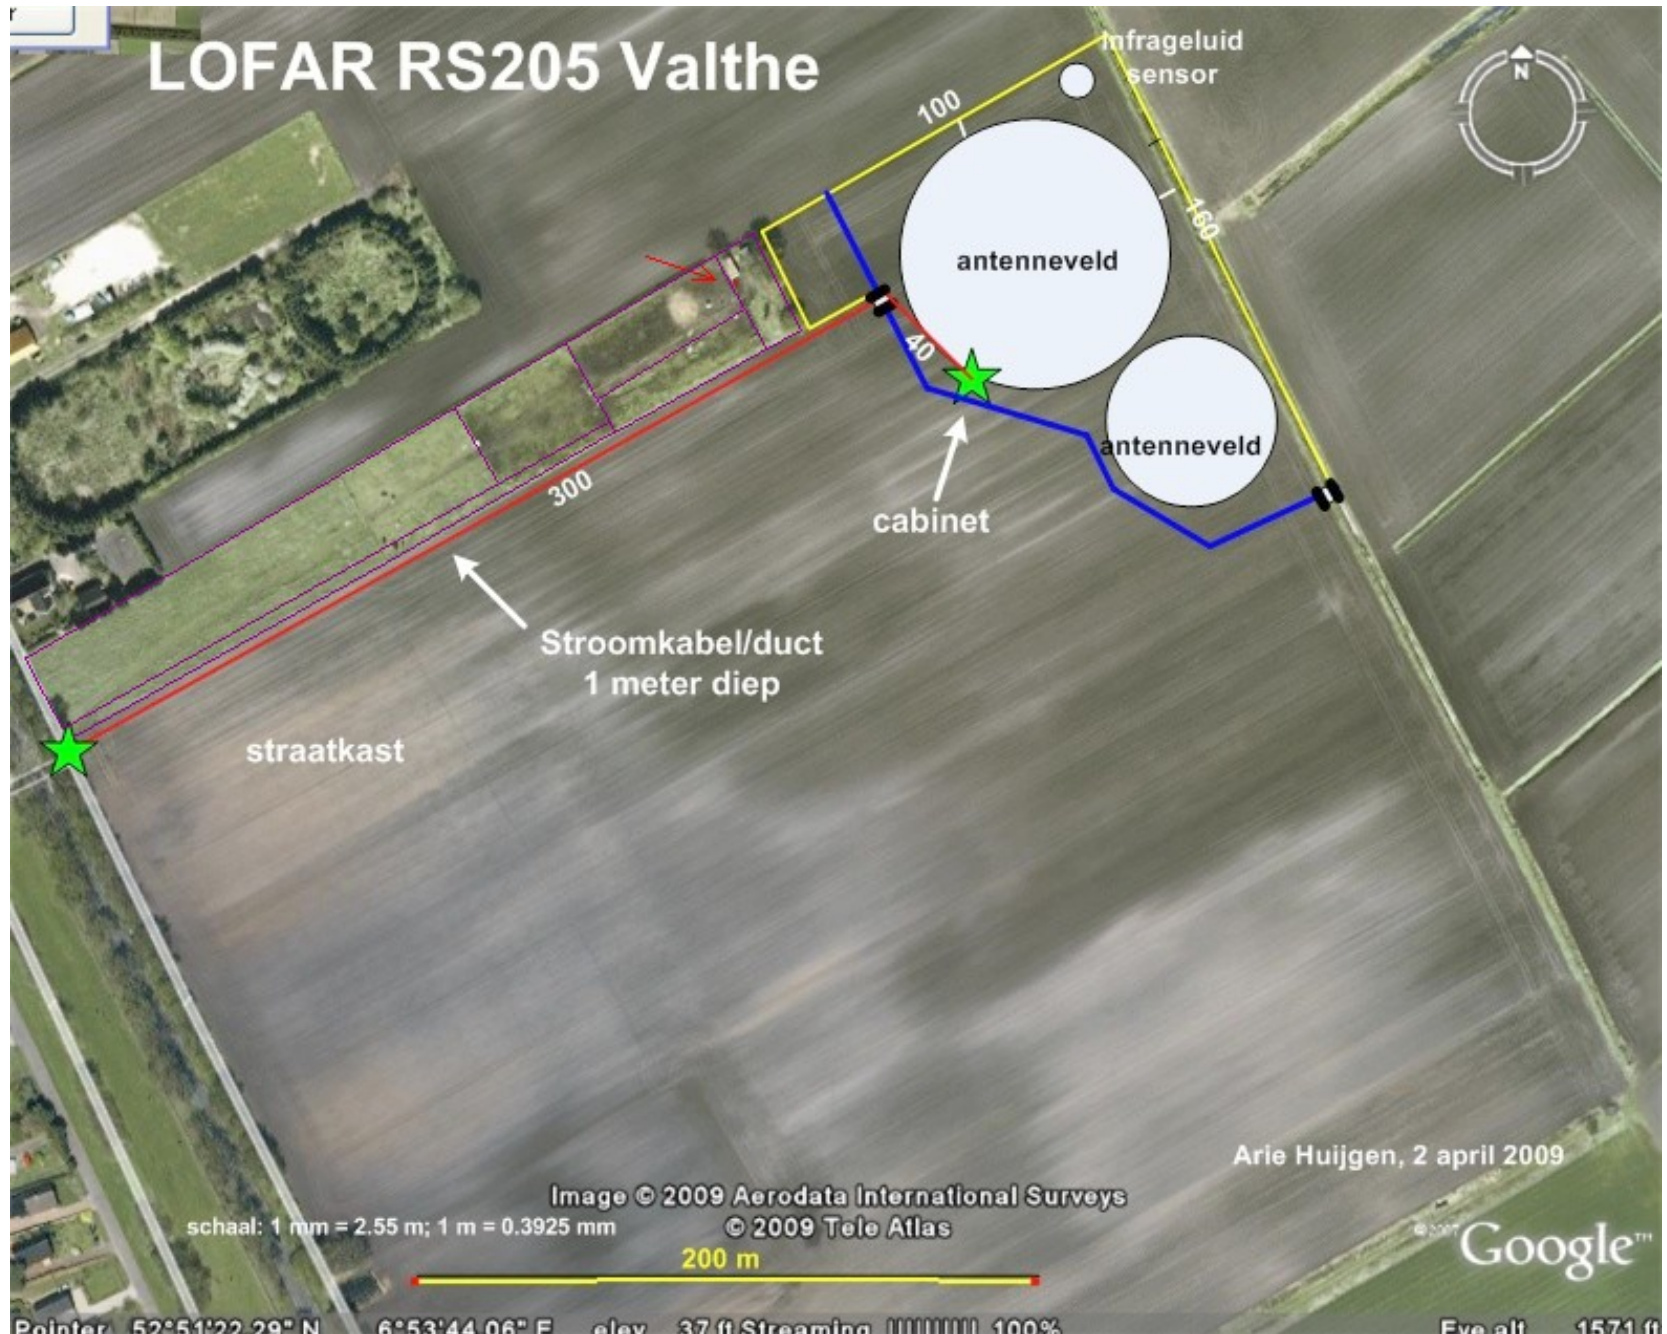 LOFAR RS205 Valthe
Infrageluid
sensor
N
100
160
antenneveld
40
antenneveld
cabinet
300
Stroomkabel/duct
1 meter diep
straatkast
Arie Huijgen, 2 april 2009
Image © 2009 Aerodata International Surveys
schaal: 1 mm = 2.55 m; 1 m = 0.3925 mm
© 2009 Tele Atlas
©2007 Google™
200 m
Pointer 52°51'22.29" N 6°53'44.06" E elev 37 ft Streaming |||||||||| 100% Eye alt 1571 ft